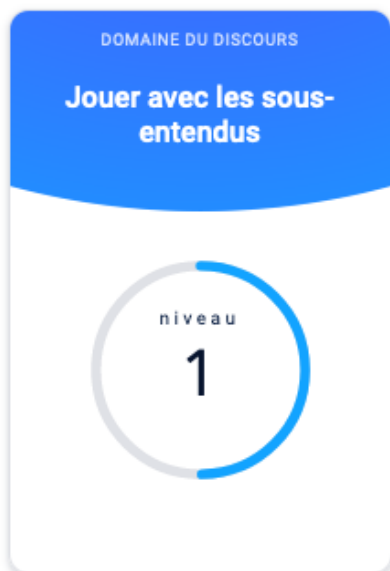 DOMAINE DU DISCOURS
Jouer avec les sous-
entendus
niveau
1